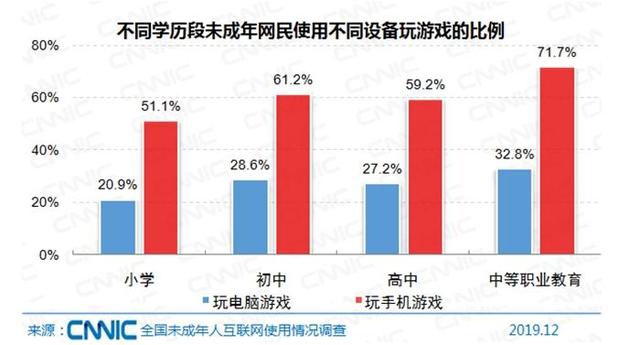 不同学历段未成年网民使用不同设备玩游戏的比例
80%
60%
40%
20%
0%
20.9%
51.1%
28.6%
61.2%
27.2%
59.2%
32.8%
71.7%
小学
初中
高中
中等职业教育
玩电脑游戏
玩手机游戏
来源：CNNIC 全国未成年人互联网使用情况调查
2019.12